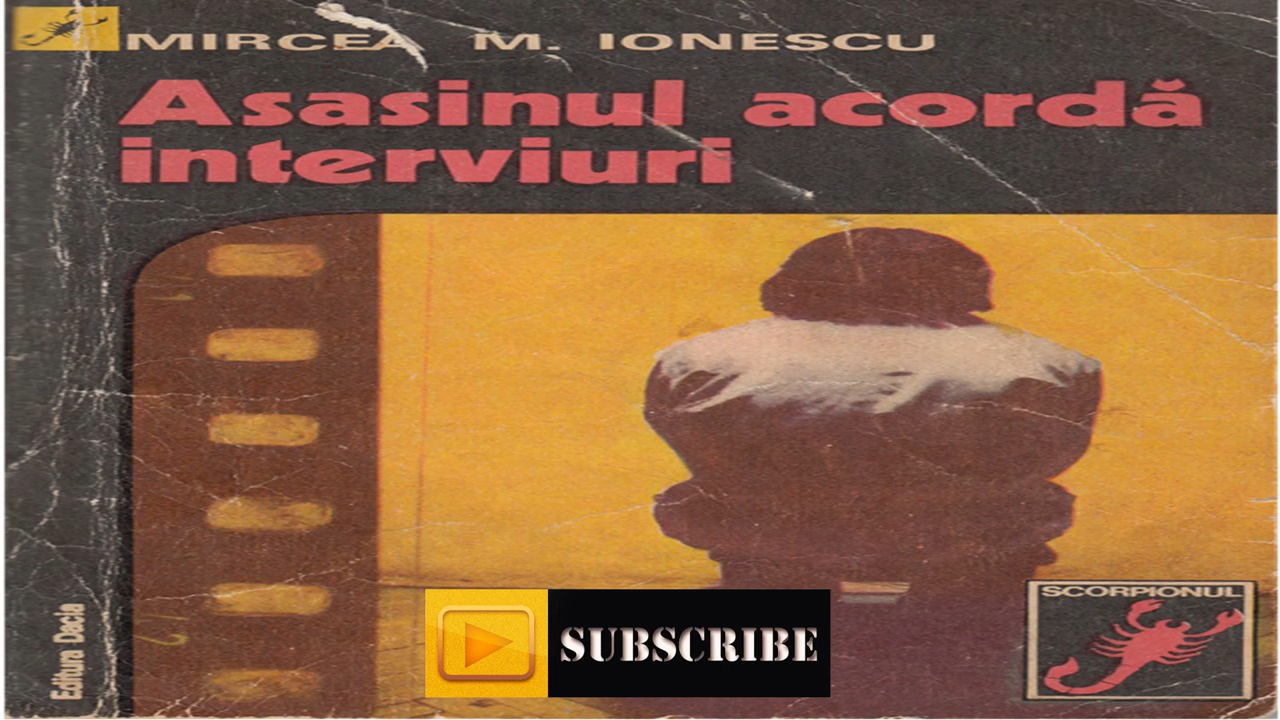 MIRCEA M. IONESCU
Asasinul acordă
interviuri
Editura Dacia
SUBSCRIBE
SCORPIONUL